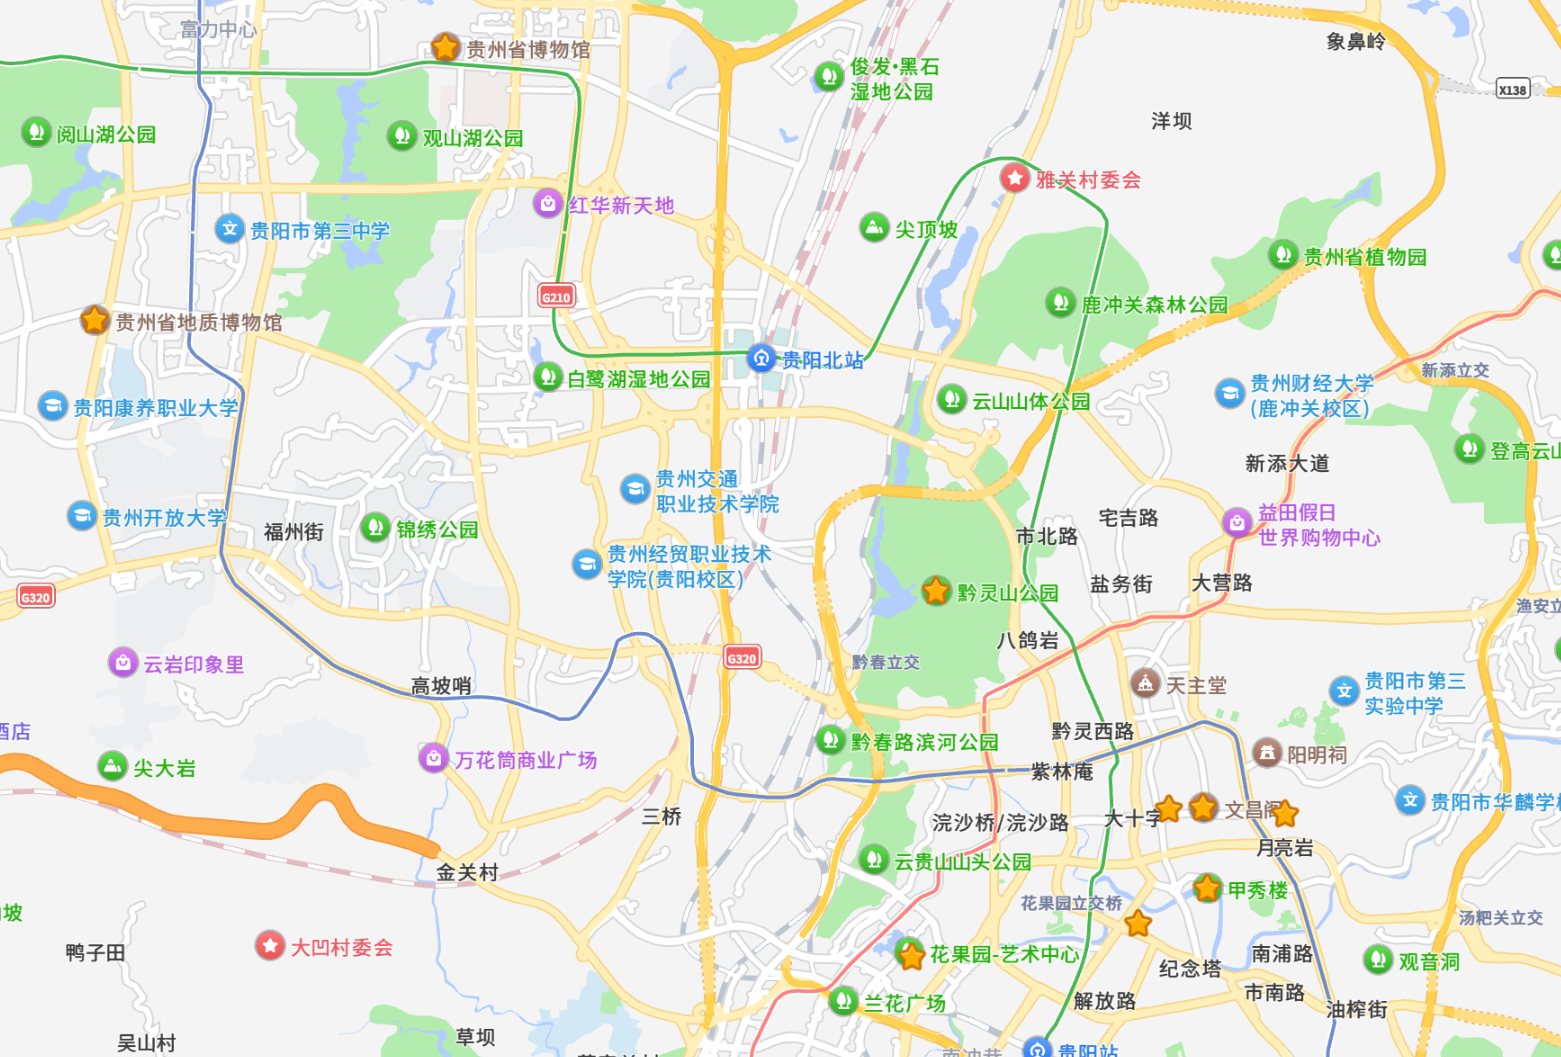 富力中心
贵州省博物馆
俊发·黑石
湿地公园
象鼻岭
X138
洋坝
阅山湖公园
观山湖公园
雅关村委会
红华新天地
贵阳市第三中学
尖顶坡
贵州省植物园
G210
鹿冲关森林公园
贵州省地质博物馆
贵阳北站
白鹭湖湿地公园
新添立交
贵州财经大学
(鹿冲关校区)
贵阳康养职业大学
云山山体公园
登高云山
新添大道
贵州交通
职业技术学院
贵州开放大学
福州街
锦绣公园
宅吉路
益田假日
世界购物中心
市北路
贵州经贸职业技术
学院(贵阳校区)
盐务街
大营路
G320
黔灵山公园
渔安立
八鸽岩
G320
黔春立交
云岩印象里
高坡哨
天主堂
贵阳市第三
实验中学
酒店
黔灵西路
黔春路滨河公园
阳明祠
尖大岩
万花筒商业广场
紫林庵
贵阳市华麟学校
三桥
浣沙桥/浣沙路
大十字
文昌阁
月亮岩
云贵山山头公园
金关村
甲秀楼
花果园立交桥
坡
汤粑关立交
鸭子田
大凹村委会
花果园-艺术中心
南浦路
纪念塔
观音洞
市南路
解放路
兰花广场
油榨街
草坝
吴山村
贵阳站